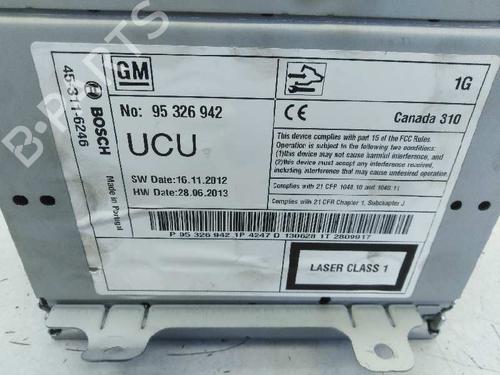 GM
1G
45-311-6246
BOSCH
Made in Portugal
No: 95 326 942
CE
Canada 310
UCU
This device complies with part 15 of the FCC Rules.
Operation is subject to the following two conditions:
(1)this device may not cause harmful interference, and
(2)this device must accept any interference received,
including interference that may cause undesired
operation.
SW Date:16.11.2012
HW Date:28.06.2013
Complies with 21 CFR 1040.10 and 1040.11
Complies with 21 CFR Chapter 1, Subchapter J
P 95 326 942 1P 4247 D 130628 1T 2809917
LASER CLASS 1
B-PARTS